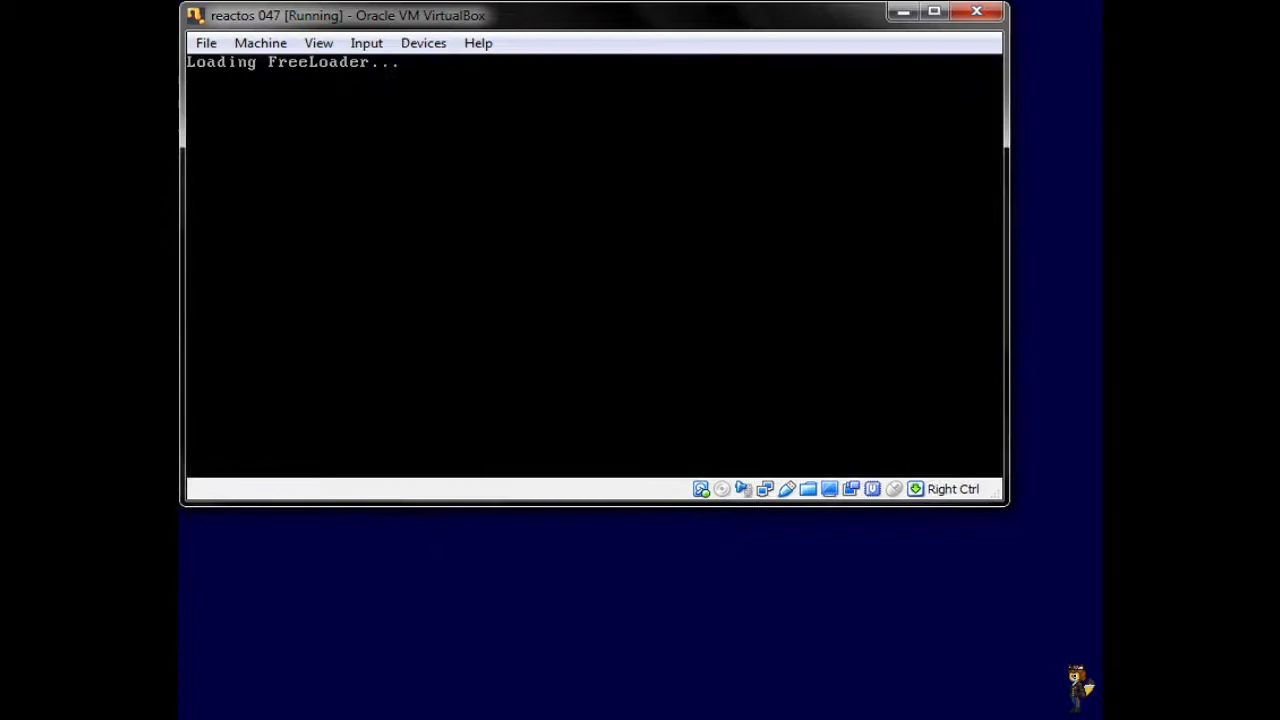 reactos 047 [Running] - Oracle VM VirtualBox
File Machine View Input Devices Help
Loading FreeLoader...
Right Ctrl